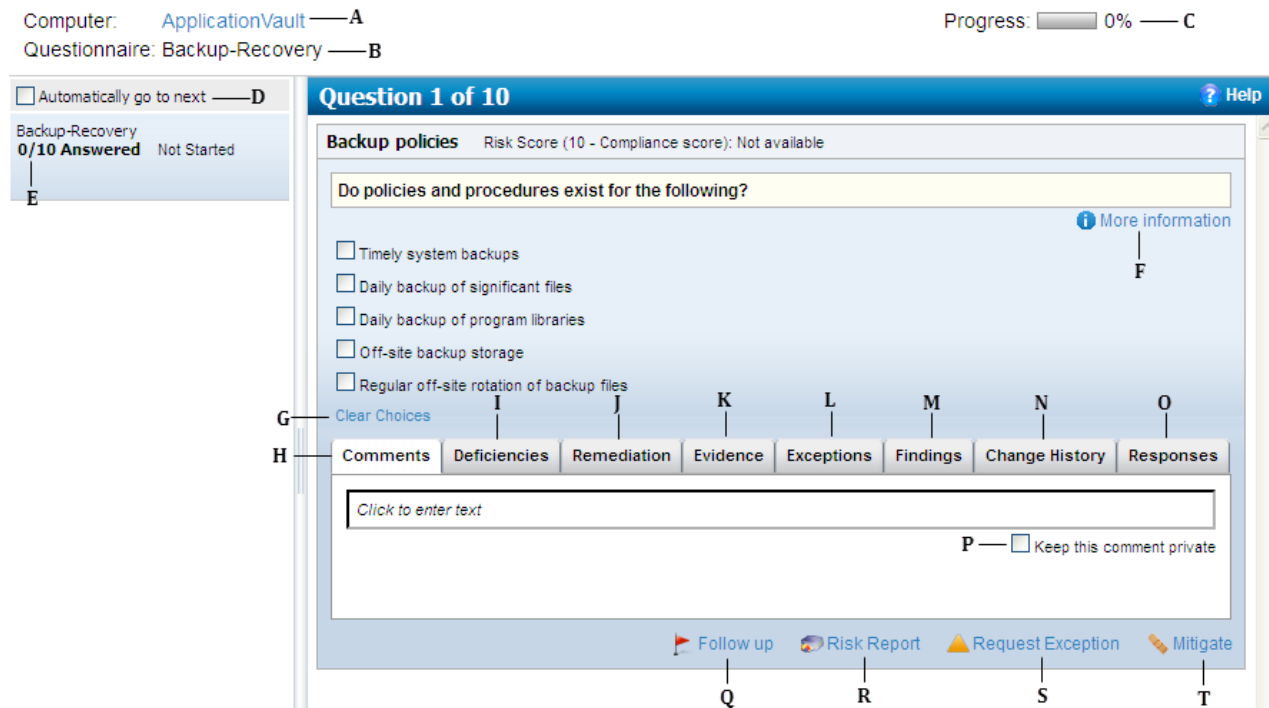 Computer: ApplicationVault A
Progress: 0% C
Questionnaire: Backup-Recovery B
Automatically go to next D
Backup-Recovery
0/10 Answered Not Started
E
Question 1 of 10
? Help
Backup policies Risk Score (10 - Compliance score): Not available
Do policies and procedures exist for the following?
i More information
F
Timely system backups
Daily backup of significant files
Daily backup of program libraries
Off-site backup storage
Regular off-site rotation of backup files
G Clear Choices
I J K L M N O
H Comments Deficiencies Remediation Evidence Exceptions Findings Change History Responses
Click to enter text
P Keep this comment private
Follow up Risk Report Request Exception Mitigate
Q R S T